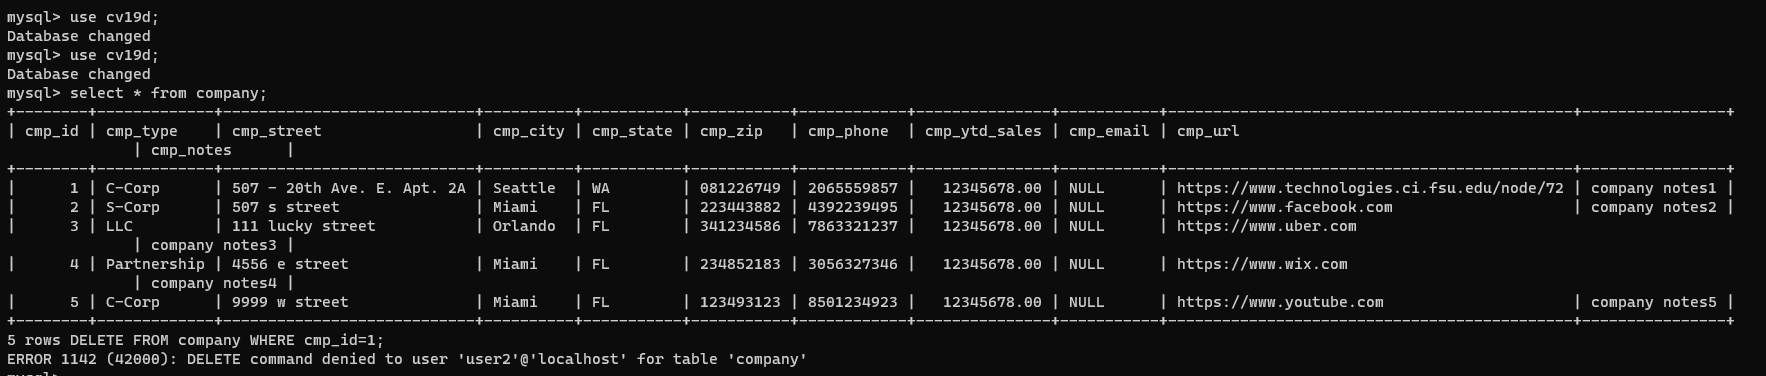 mysql> use cv19d;
Database changed
mysql> use cv19d;
Database changed
mysql> select * from company;
+--------+-------------+----------------------------+----------+-----------+-----------+------------+---------------+-----------+---------------------------------------------+----------------+
| cmp_id | cmp_type    | cmp_street                 | cmp_city | cmp_state | cmp_zip   | cmp_phone  | cmp_ytd_sales | cmp_email | cmp_url
              | cmp_notes      |
+--------+-------------+----------------------------+----------+-----------+-----------+------------+---------------+-----------+---------------------------------------------+----------------+
|      1 | C-Corp      | 507 - 20th Ave. E. Apt. 2A | Seattle  | WA        | 081226749 | 2065559857 |   12345678.00 | NULL      | https://www.technologies.ci.fsu.edu/node/72 | company notes1 |
|      2 | S-Corp      | 507 s street               | Miami    | FL        | 223443882 | 4392239495 |   12345678.00 | NULL      | https://www.facebook.com                    | company notes2 |
|      3 | LLC         | 111 lucky street           | Orlando  | FL        | 341234586 | 7863321237 |   12345678.00 | NULL      | https://www.uber.com
              | company notes3 |
|      4 | Partnership | 4556 e street              | Miami    | FL        | 234852183 | 3056327346 |   12345678.00 | NULL      | https://www.wix.com
              | company notes4 |
|      5 | C-Corp      | 9999 w street              | Miami    | FL        | 123493123 | 8501234923 |   12345678.00 | NULL      | https://www.youtube.com                     | company notes5 |
+--------+-------------+----------------------------+----------+-----------+-----------+------------+---------------+-----------+---------------------------------------------+----------------+
5 rows DELETE FROM company WHERE cmp_id=1;
ERROR 1142 (42000): DELETE command denied to user 'user2'@'localhost' for table 'company'